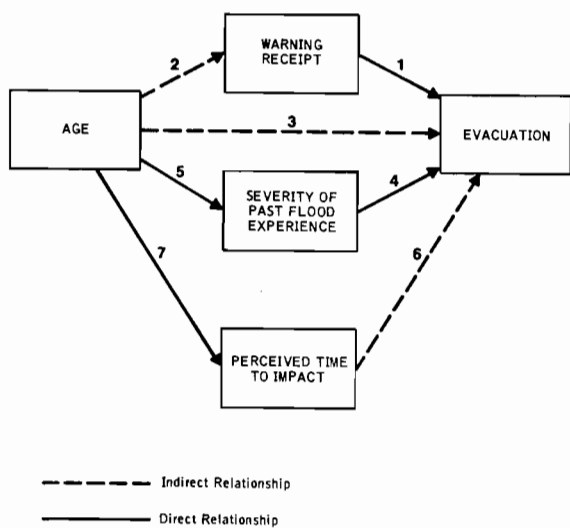 WARNING
RECEIPT
2
1
AGE
3
EVACUATION
5
4
SEVERITY OF
PAST FLOOD
EXPERIENCE
7
6
PERCEIVED TIME
TO IMPACT
Indirect Relationship
Direct Relationship